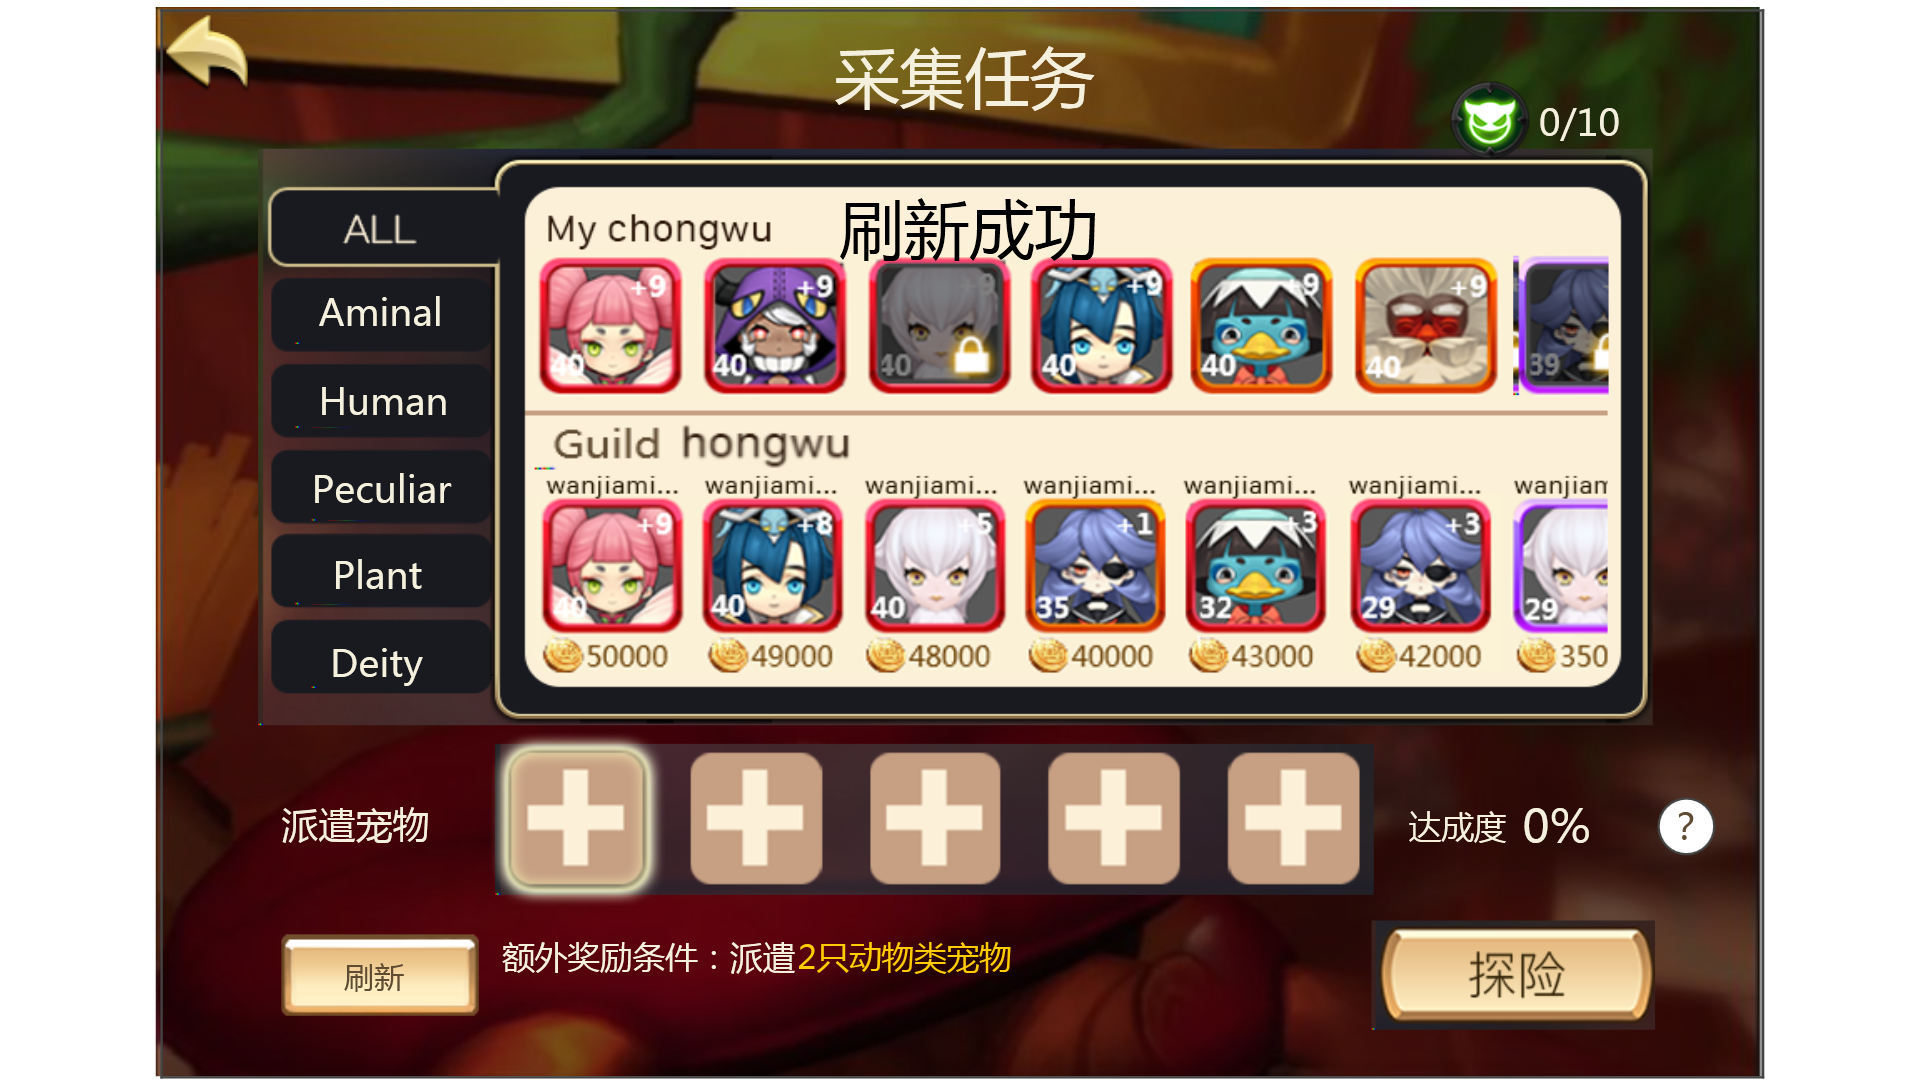 采集任务
0/10
ALL
Aminal
Human
Peculiar
Plant
Deity
My chongwu
刷新成功
+9 +9 +9 +9 +9
40 40 40 40 40 40 39
Guild hongwu
wanjiami... wanjiami... wanjiami... wanjiami... wanjiami... wanjiami... wanjiam
+9 +8 +5 +1 +3 +3
40 40 40 35 32 29 29
50000 49000 48000 40000 43000 42000 350
派遣宠物
达成度 0%
?
刷新
额外奖励条件：派遣2只动物类宠物
探险